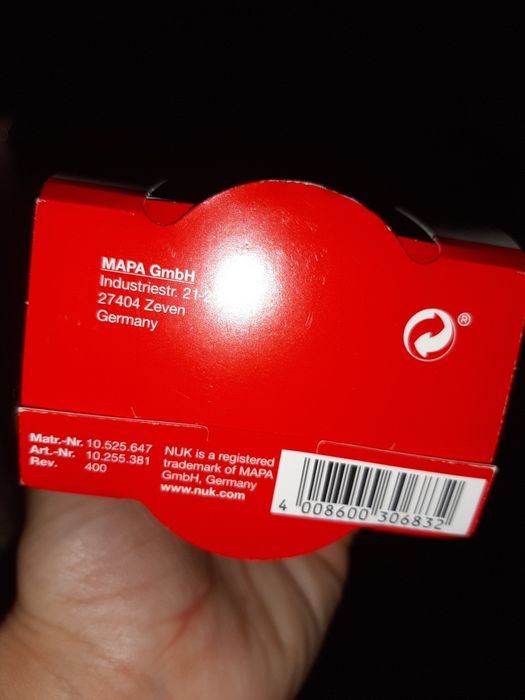 MAPA GmbH
Industriestr. 21-2
27404 Zeven
Germany
®
Matr.-Nr. 10.525.647
Art.-Nr. 10.255.381
Rev. 400
NUK is a registered
trademark of MAPA
GmbH, Germany
www.nuk.com
4 008600 306832